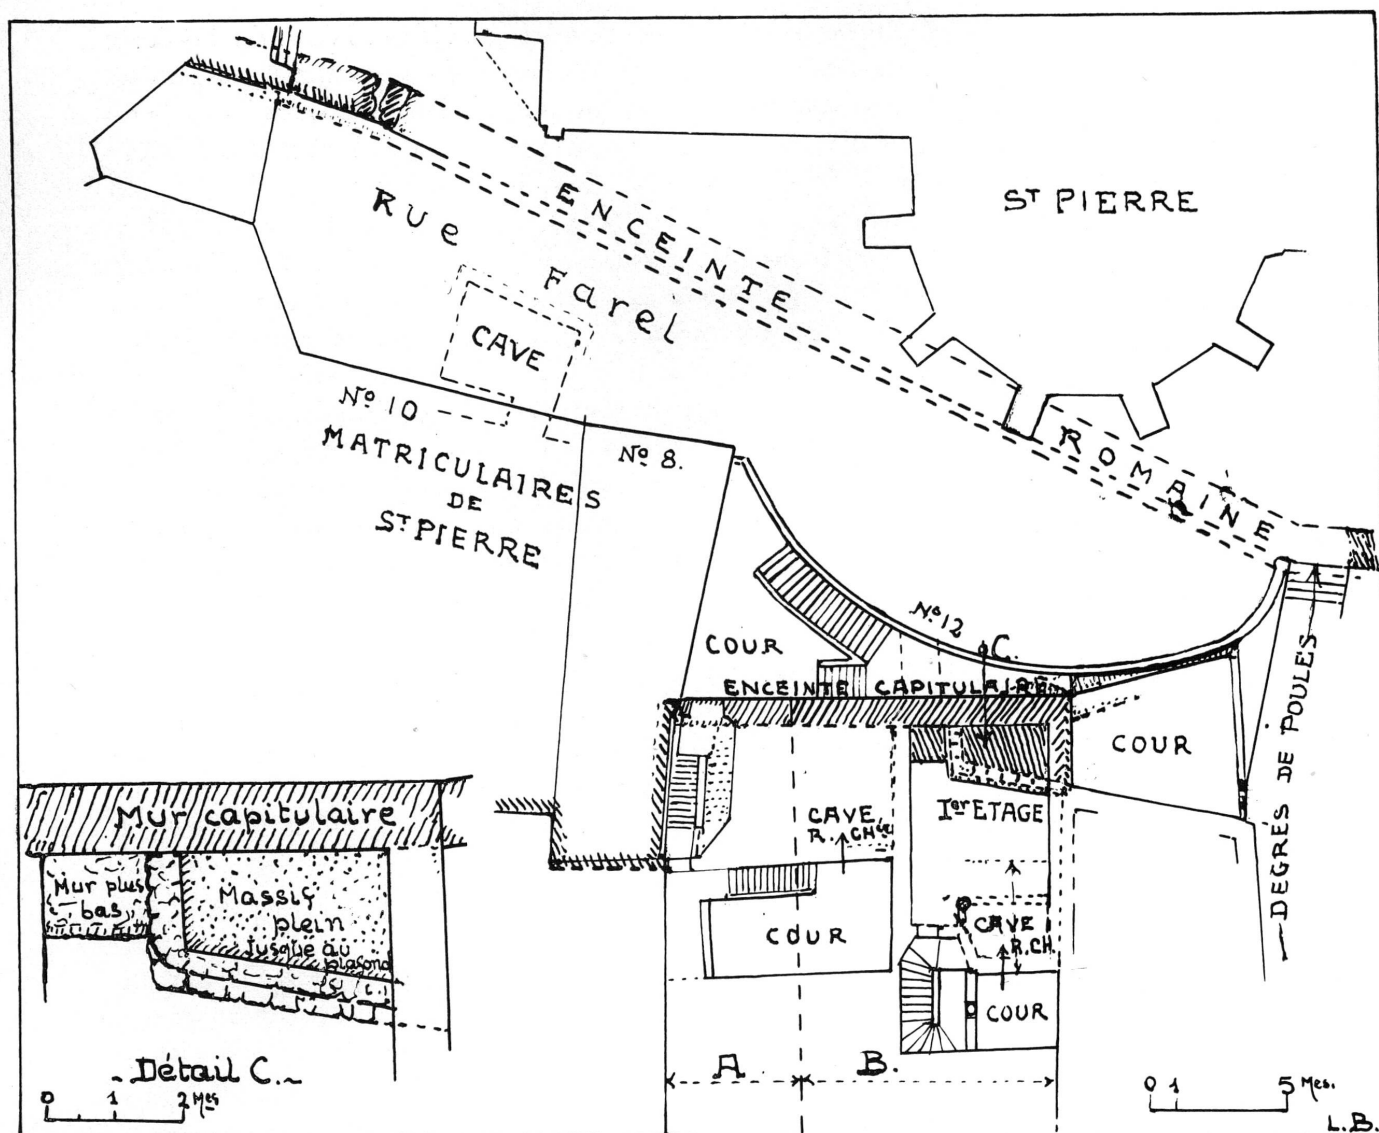 ST PIERRE
ENCEINTE ROMAINE
RUe Farel
CAVE
No 10
MATRICULAIRES
DE
ST PIERRE
No 8.
No 12
C.
COUR
ENCEINTE CAPITULAIRE
COUR
DEGRES DE POULES
CAVE
R. CHée
Ier ETAGE
COUR
CAVE
R.CH.
COUR
A
B.
Mur capitulaire
Mur plus
bas
Massif
plein
jusque au
plafond
Détail C.
0 1 2 Mes
0 1 5 Mes.
L.B.